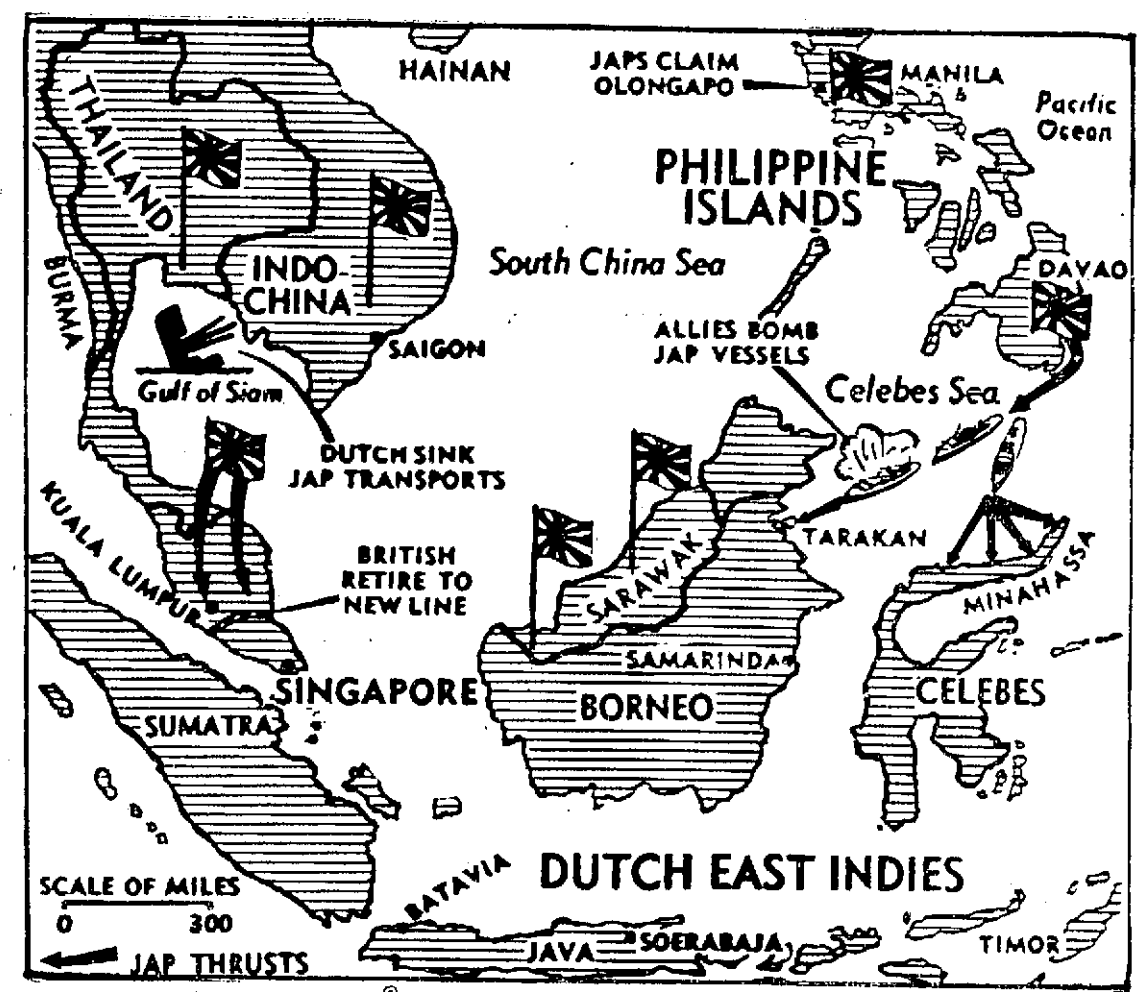 HAINAN
JAPS CLAIM
OLONGAPO
MANILA
Pacific
Ocean
THAILAND
PHILIPPINE
ISLANDS
BURMA
INDO-
CHINA
South China Sea
DAVAO
SAIGON
ALLIES BOMB
JAP VESSELS
Gulf of Siam
Celebes Sea
DUTCH SINK
JAP TRANSPORTS
KUALA LUMPUR
BRITISH
RETIRE TO
NEW LINE
SARAWAK
TARAKAN
MINAHASSA
SINGAPORE
SAMARINDA
SUMATRA
BORNEO
CELEBES
DUTCH EAST INDIES
SCALE OF MILES
0 300
BATAVIA
JAVA
SOERABAJA
TIMOR
JAP THRUSTS